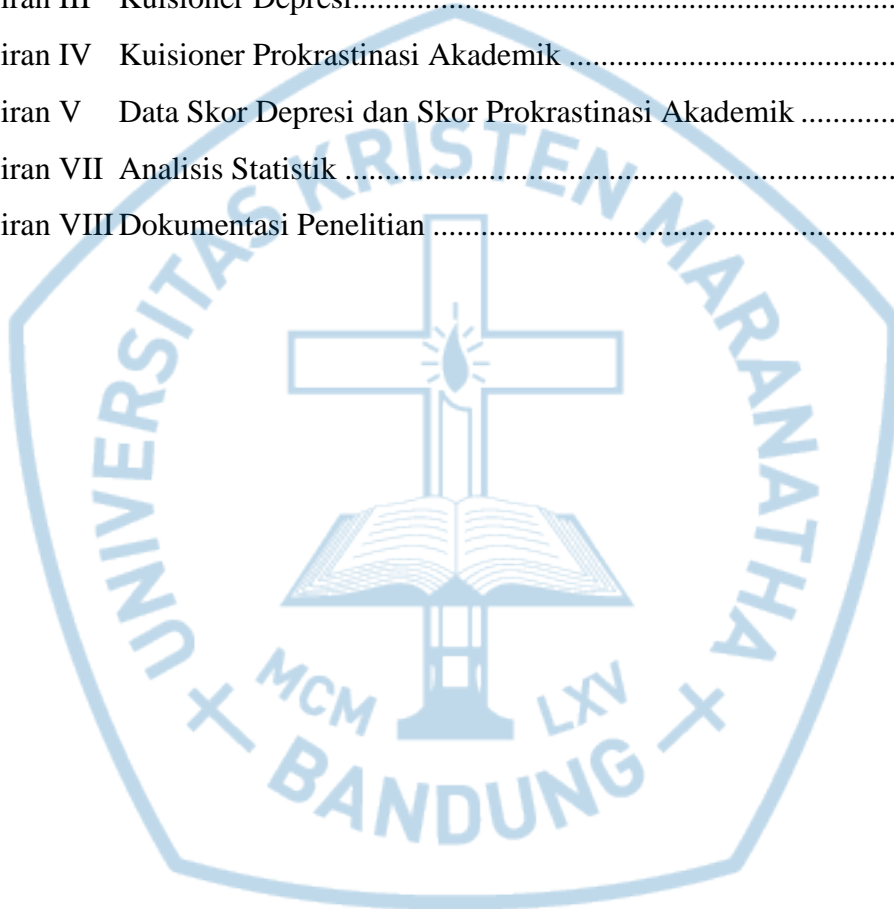 iran III Kuisioner Depresi................................................................
iran IV Kuisioner Prokrastinasi Akademik ........................................
iran V Data Skor Depresi dan Skor Prokrastinasi Akademik ............
iran VII Analisis Statistik ....................................................................
iran VIII Dokumentasi Penelitian .........................................................
UNIVERSITAS KRISTEN MARANATHA
MCM LXV
BANDUNG